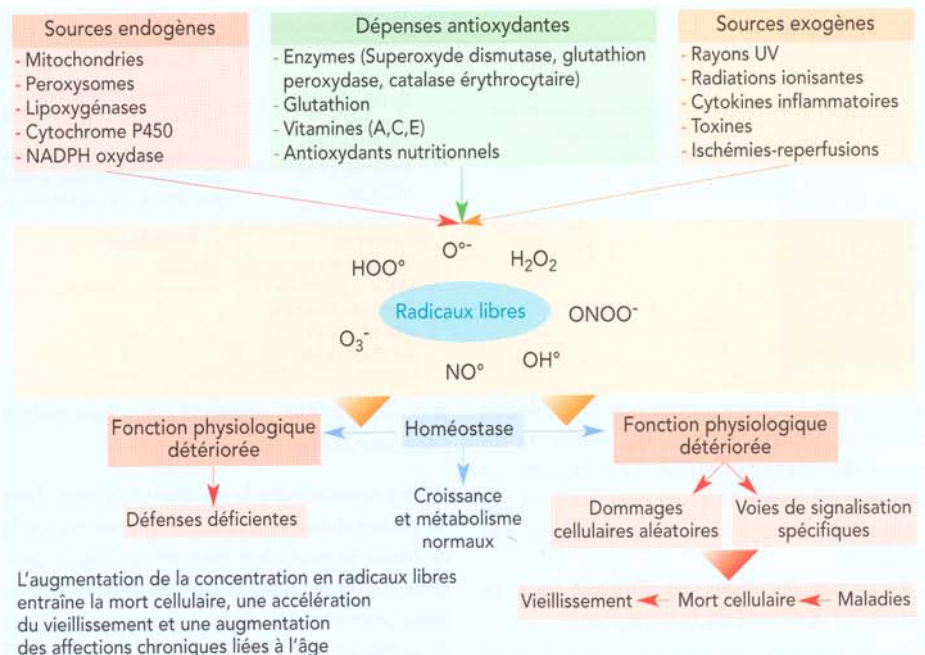 Sources endogènes
- Mitochondries
- Peroxysomes
- Lipoxygénases
- Cytochrome P450
- NADPH oxydase
Dépenses antioxydantes
- Enzymes (Superoxyde dismutase, glutathion
peroxydase, catalase érythrocytaire)
- Glutathion
- Vitamines (A,C,E)
- Antioxydants nutritionnels
Sources exogènes
- Rayons UV
- Radiations ionisantes
- Cytokines inflammatoires
- Toxines
- Ischémies-reperfusions
HOO°
O°-
H2O2
Radicaux libres
ONOO-
O3-
NO°
OH°
Fonction physiologique
détériorée
Homéostase
Fonction physiologique
détériorée
Défenses déficientes
Croissance
et métabolisme
normaux
Dommages
cellulaires aléatoires
Voies de signalisation
spécifiques
Vieillissement
Mort cellulaire
Maladies
L'augmentation de la concentration en radicaux libres
entraîne la mort cellulaire, une accélération
du vieillissement et une augmentation
des affections chroniques liées à l'âge